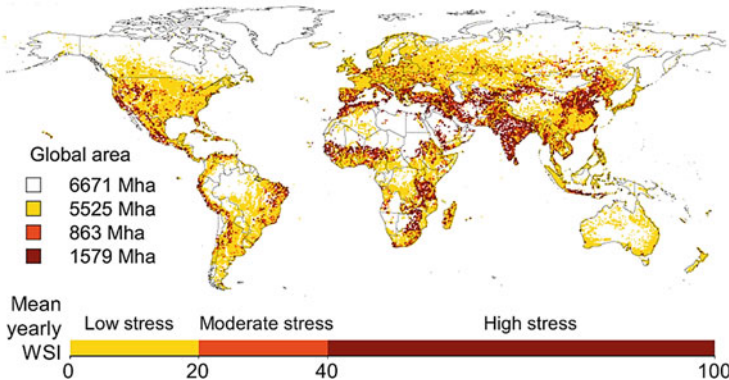 Global area
6671 Mha
5525 Mha
863 Mha
1579 Mha
Mean
yearly
WSI
Low stress
Moderate stress
High stress
0
20
40
100